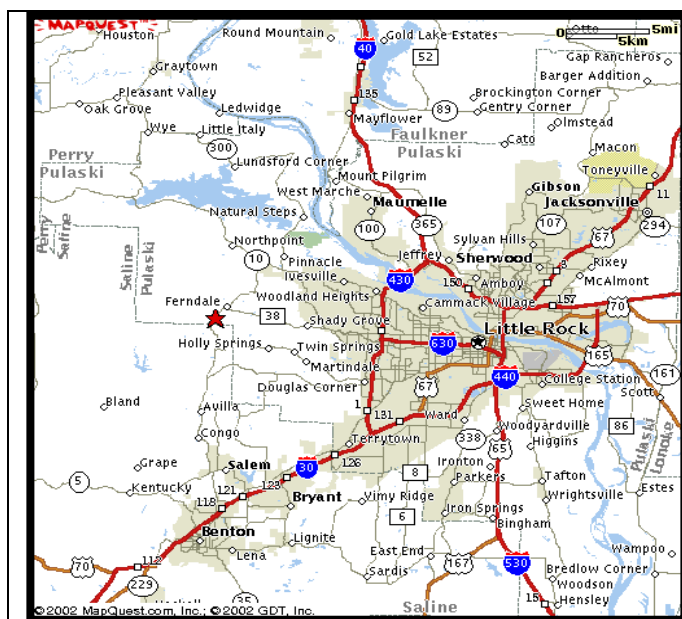 MAPQUEST
Houston
Round Mountain
40
Gold Lake Estates
Otto
0 5mi
5km
52
Gap Rancheros
Graytown
Barger Addition
135
Pleasant Valley
Brockington Corner
Oak Grove
Ledwidge
89
Gentry Corner
Mayflower
Olmstead
Wye
Little Italy
Faulkner
Pulaski
Cato
300
Macon
Perry
Pulaski
Lundsford Corner
Toneyville
Mount Pilgrim
Gibson
11
West Marche
Maumelle
Jacksonville
Natural Steps
365
107
67
294
100
Perry
Saline
Northpoint
Sylvan Hills
Saline
Pulaski
10
Pinnacle
Jeffrey
Sherwood
3
Rixey
Ivesville
430
150
Amboy
McAlmont
Woodland Heights
Cammack Village
157
70
Ferndale
38
Shady Grove
Little Rock
Holly Springs
Twin Springs
630
165
Martindale
440
161
Douglas Corner
67
College Station
Scott
Bland
Avilla
1
131
Ward
Sweet Home
86
Congo
Terrytown
338
Woodyardville
Pulaski
Lonoke
65
Higgins
Grape
Salem
30
126
Ironton
5
123
8
Parkers
Tafton
Kentucky
121
Bryant
Vimy Ridge
Wrightsville
Estes
118
Iron Springs
6
Bingham
Benton
Lignite
Lena
East End
167
Wampoo
70
112
530
Bredlow Corner
229
Sardis
Woodson
35
15
Hensley
Saline
©2002 MapQuest.com, Inc.; ©2002 GDT, Inc.